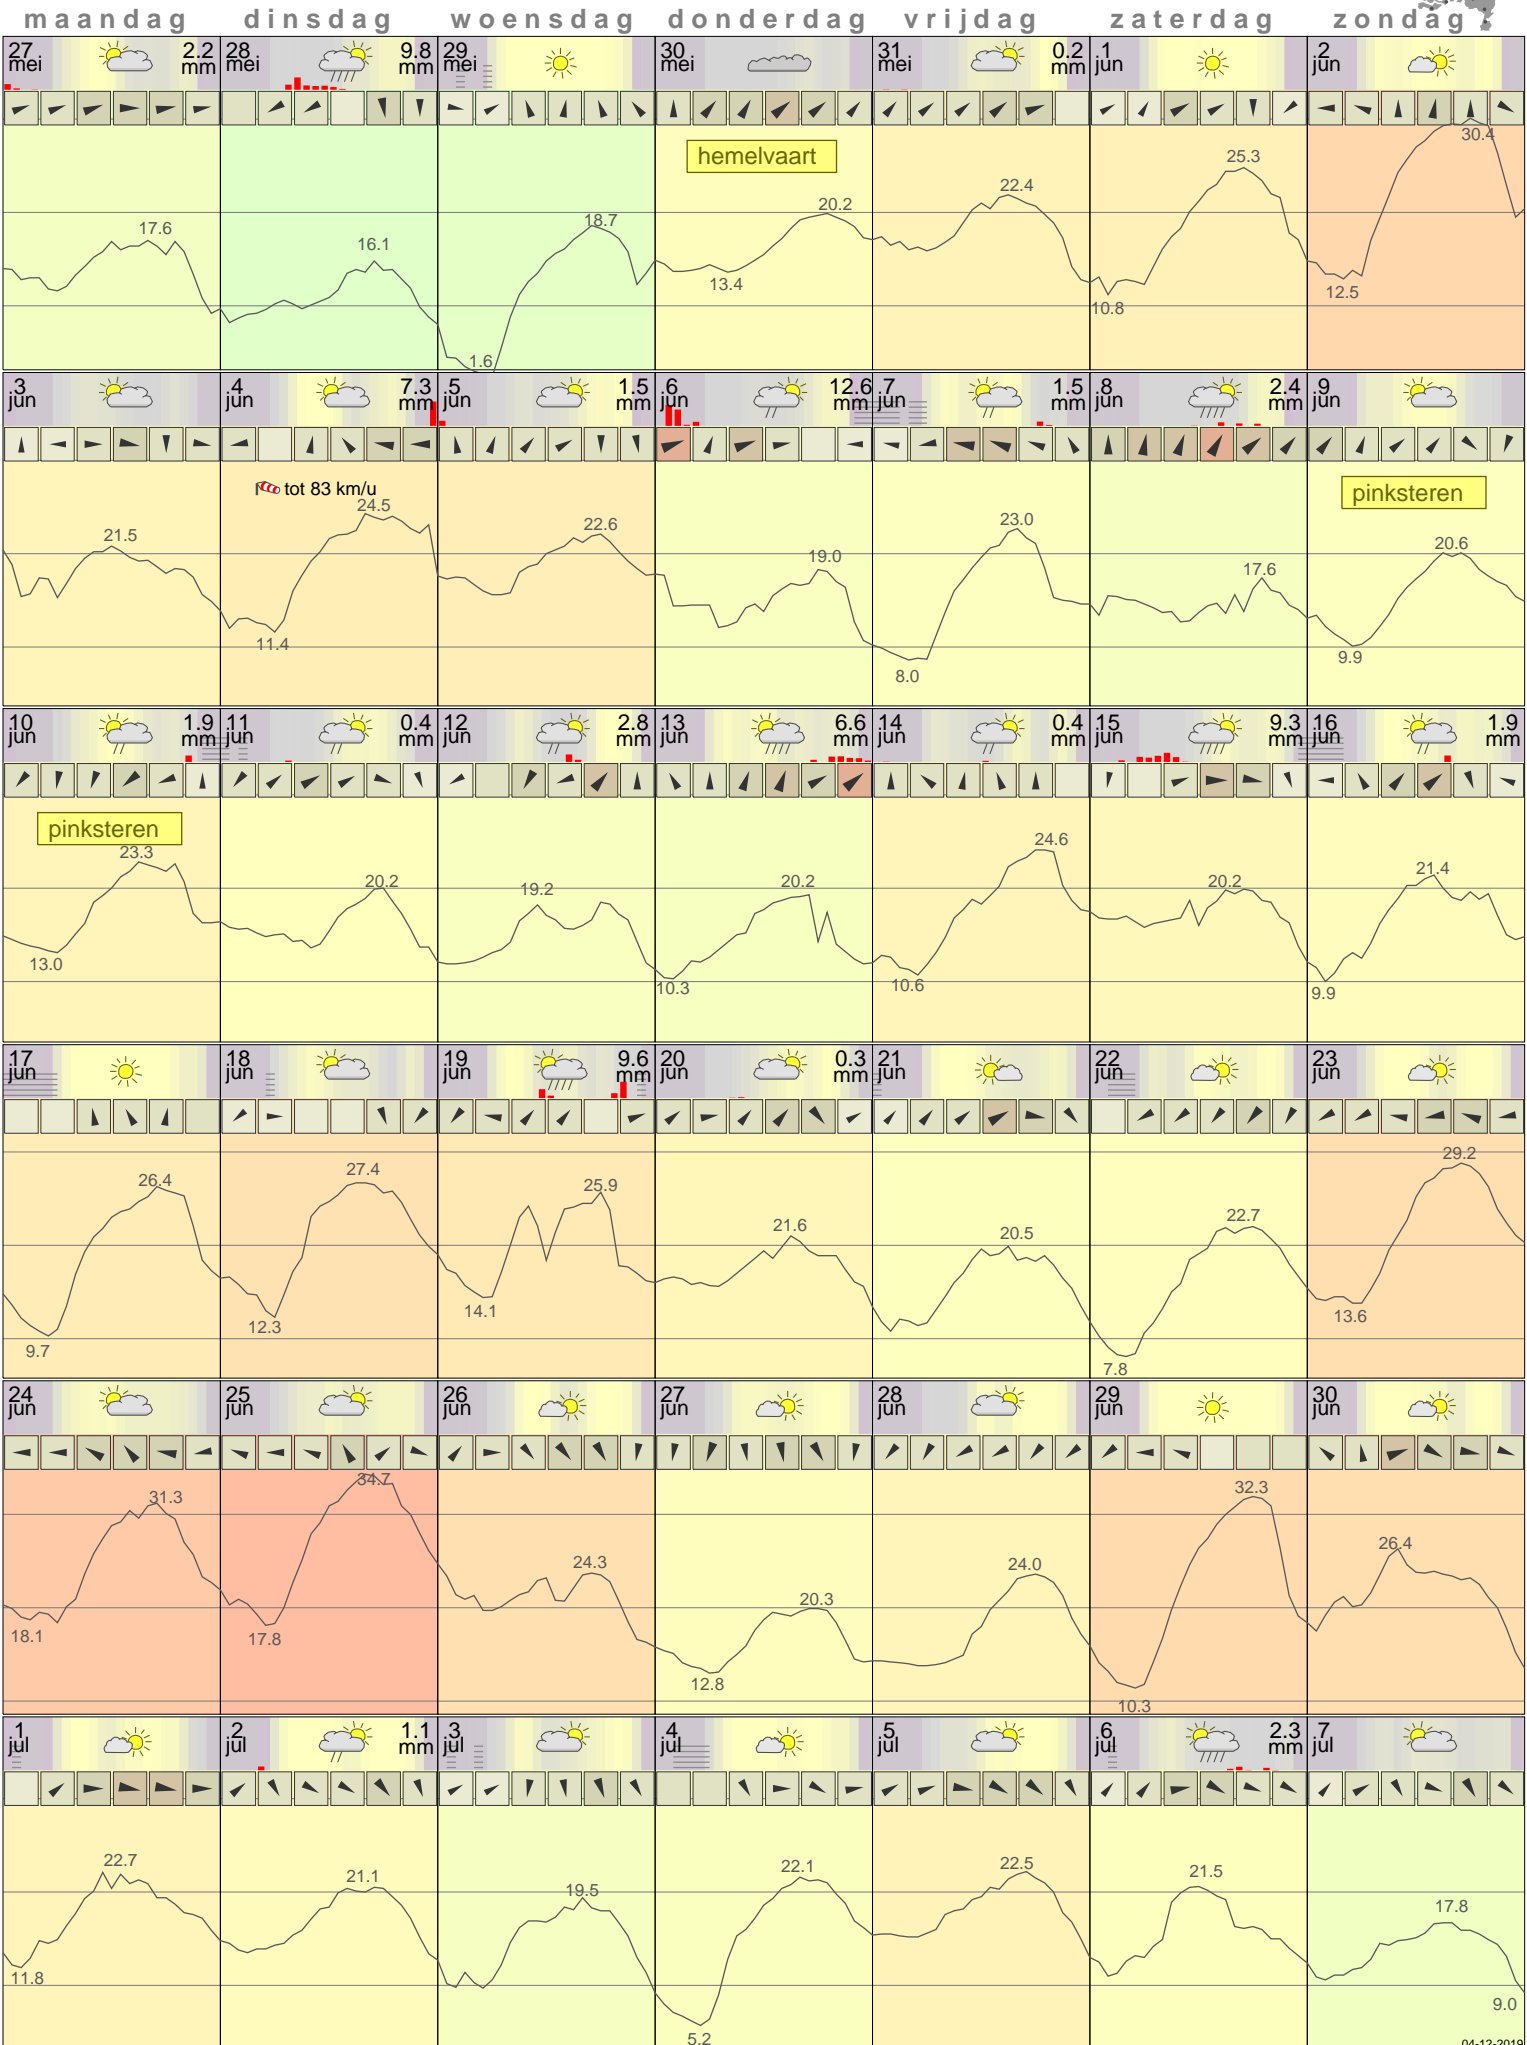 maandag dinsdag woensdag donderdag vrijdag zaterdag zondag
27 mei 2.2 mm 28 mei 9.8 mm 29 mei 30 mei 31 mei 0.2 mm 1 jun 2 jun
hemelvaart
17.6 16.1 1.6 18.7 13.4 20.2 22.4 10.8 25.3 12.5 30.4
3 jun 4 jun 7.3 mm 5 jun 1.5 mm 6 jun 12.6 7 jun 1.5 mm 8 jun 2.4 mm 9 jun
tot 83 km/u
pinksteren
21.5 11.4 24.5 22.6 19.0 8.0 23.0 17.6 9.9 20.6
10 jun 1.9 mm 11 jun 0.4 mm 12 jun 2.8 mm 13 jun 6.6 mm 14 jun 0.4 mm 15 jun 9.3 mm 16 jun 1.9 mm
pinksteren
13.0 23.3 20.2 19.2 10.3 20.2 10.6 24.6 20.2 9.9 21.4
17 jun 18 jun 19 jun 9.6 mm 20 jun 0.3 mm 21 jun 22 jun 23 jun
9.7 26.4 12.3 27.4 14.1 25.9 21.6 20.5 7.8 22.7 13.6 29.2
24 jun 25 jun 26 jun 27 jun 28 jun 29 jun 30 jun
18.1 31.3 17.8 34.7 24.3 12.8 20.3 24.0 10.3 32.3 26.4
1 jul 2 jul 1.1 mm 3 jul 4 jul 5 jul 6 jul 2.3 mm 7 jul
11.8 22.7 21.1 19.5 5.2 22.1 22.5 21.5 17.8 9.0
04-12-2019